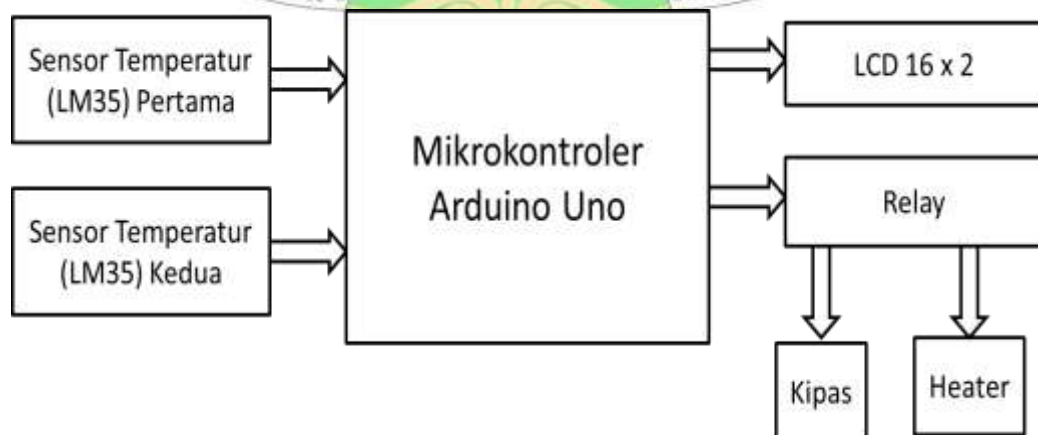 Sensor Temperatur
(LM35) Pertama
Sensor Temperatur
(LM35) Kedua
Mikrokontroler
Arduino Uno
LCD 16 x 2
Relay
Kipas
Heater